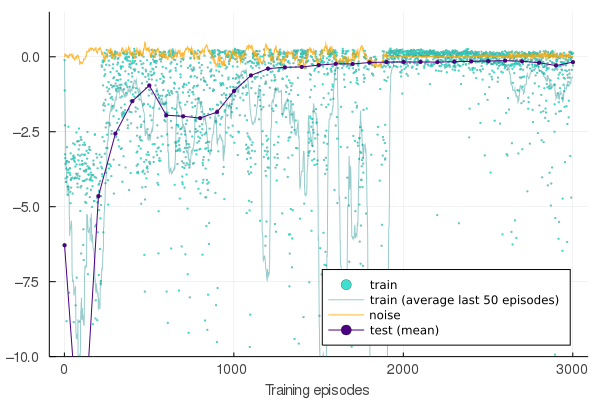 0.0
−2.5
−5.0
−7.5
−10.0
train
train (average last 50 episodes)
noise
test (mean)
0
1000
2000
3000
Training episodes